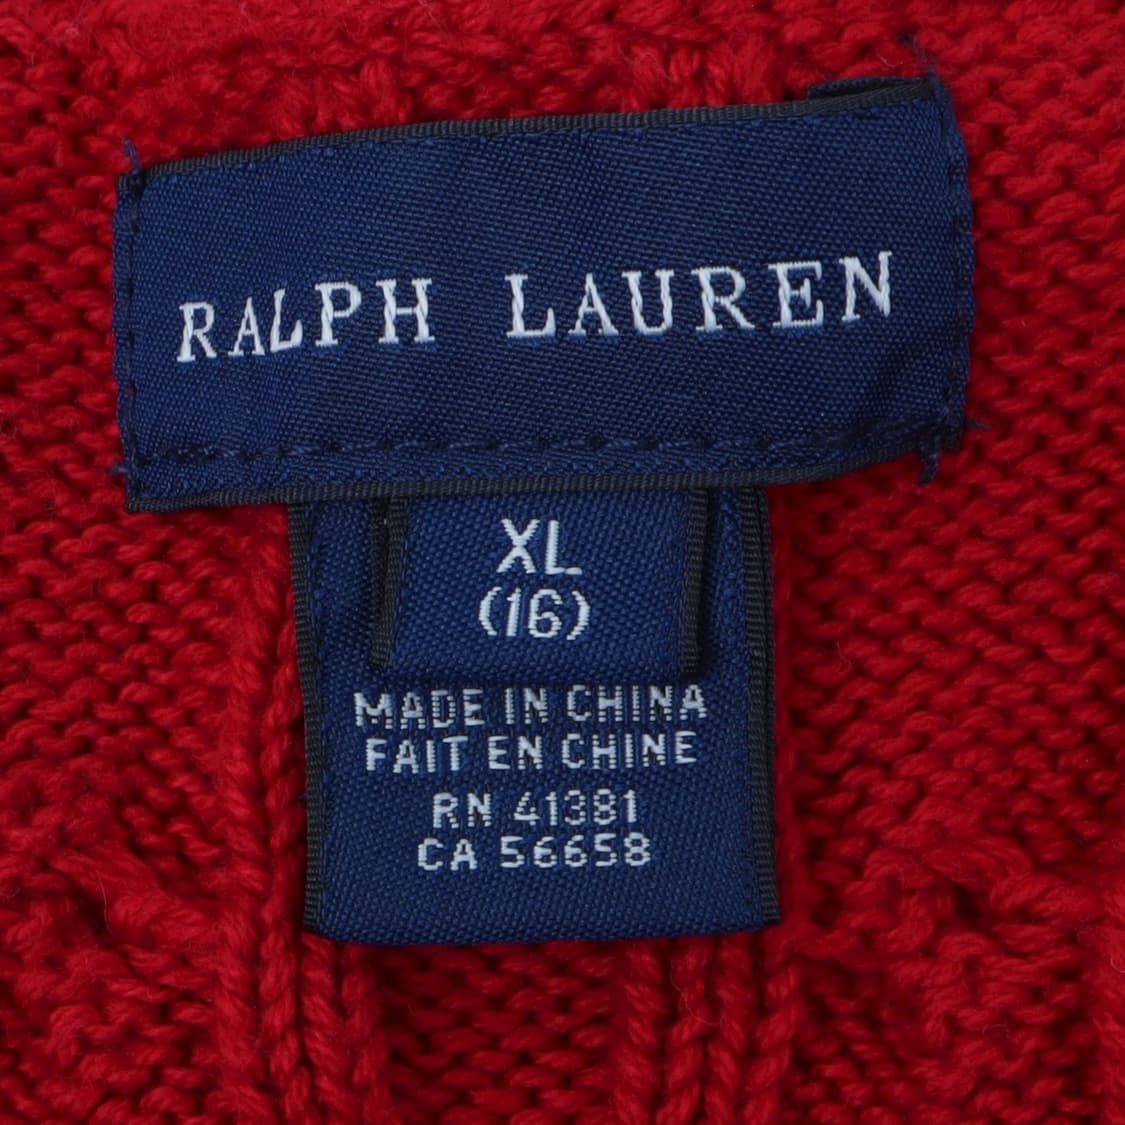 RALPH LAUREN
XL
(16)
MADE IN CHINA
FAIT EN CHINE
RN 41381
CA 56658